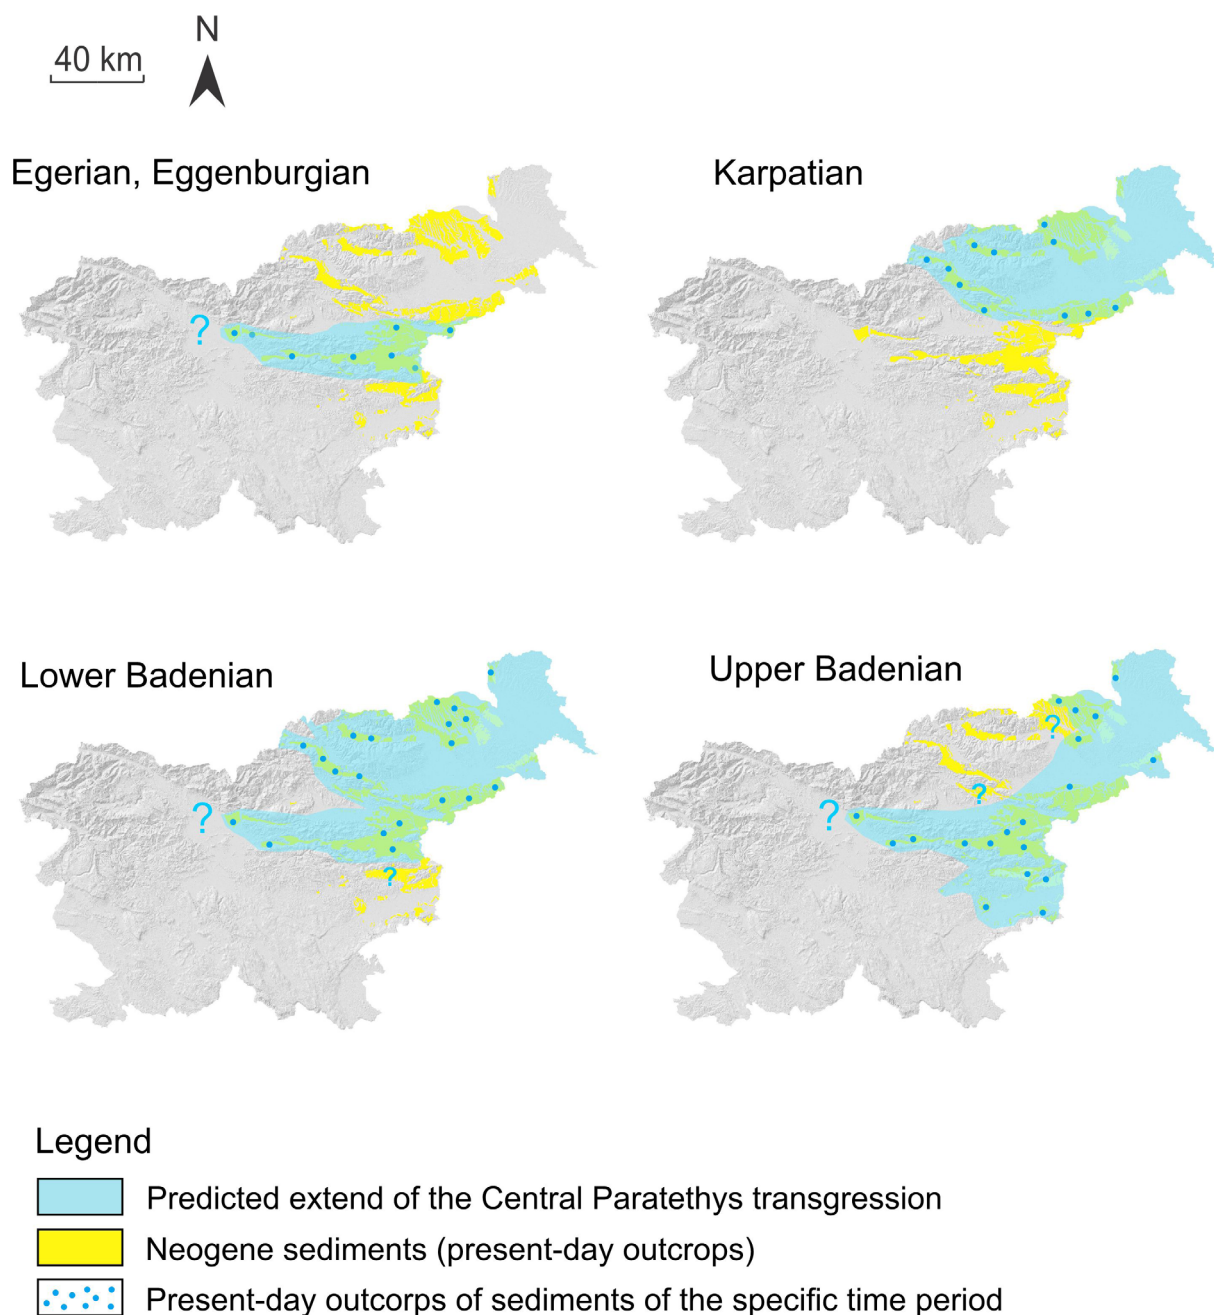 N
40 km
Egerian, Eggenburgian
Karpatian
?
Lower Badenian
Upper Badenian
?
?
?
?
?
Legend
Predicted extend of the Central Paratethys transgression
Neogene sediments (present-day outcrops)
Present-day outcorps of sediments of the specific time period